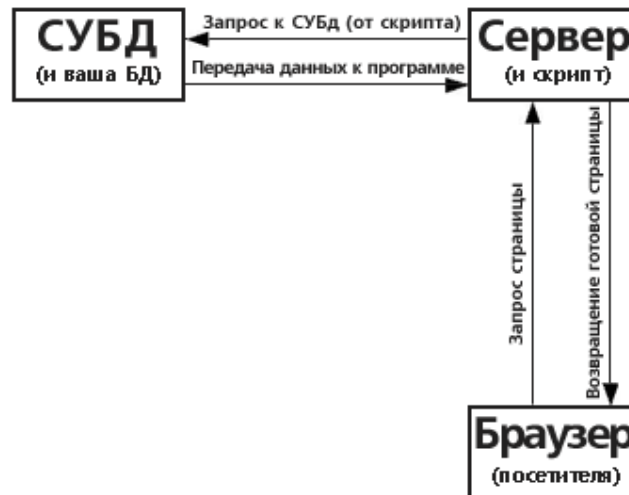 СУБД
(и ваша БД)
Запрос к СУБд (от скрипта)
Передача данных к программе
Сервер
(и скрипт)
Запрос страницы
Возвращение готовой страницы
Браузер
(посетителя)